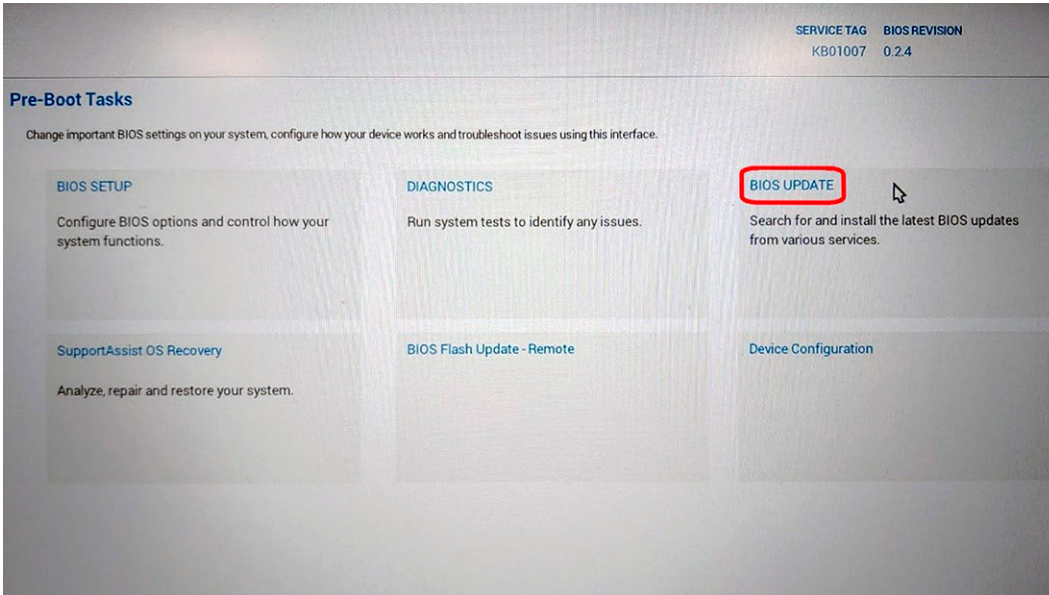 SERVICE TAG BIOS REVISION
KB01007 0.2.4
Pre-Boot Tasks
Change important BIOS settings on your system, configure how your device works and troubleshoot issues using this interface.
BIOS SETUP
Configure BIOS options and control how your
system functions.
DIAGNOSTICS
Run system tests to identify any issues.
BIOS UPDATE
Search for and install the latest BIOS updates
from various services.
SupportAssist OS Recovery
Analyze, repair and restore your system.
BIOS Flash Update - Remote
Device Configuration